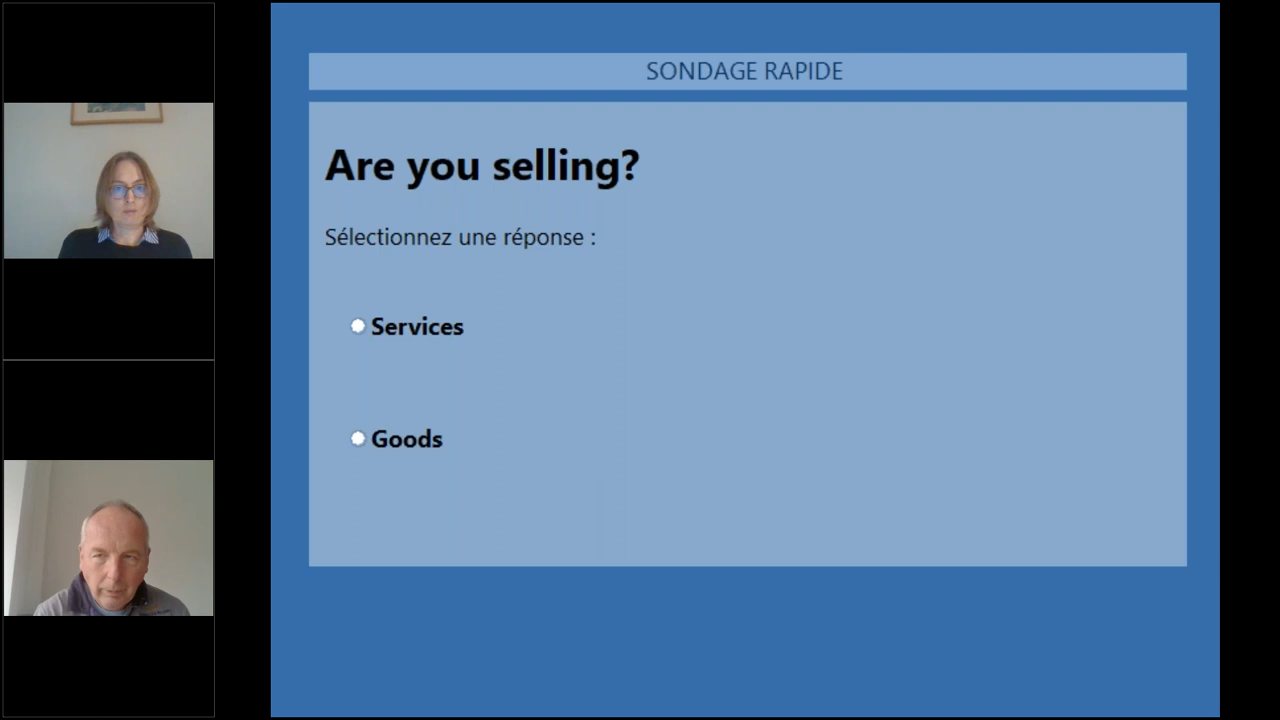 SONDAGE RAPIDE
Are you selling?
Sélectionnez une réponse :
Services
Goods